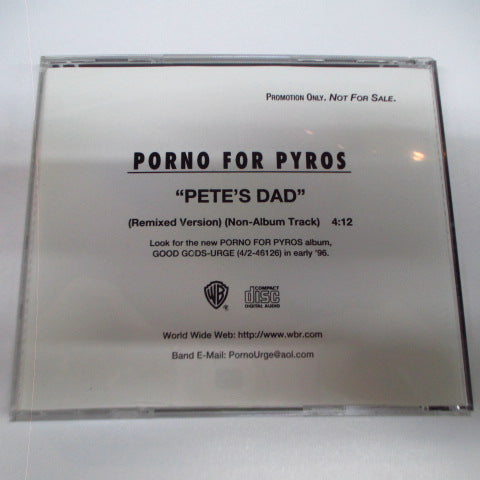 PROMOTION ONLY. NOT FOR SALE.
PORNO FOR PYROS
"PETE'S DAD"
(Remixed Version) (Non-Album Track) 4:12
Look for the new PORNO FOR PYROS album,
GOOD GODS-URGE (4/2-46126) in early '96.
WB
®
COMPACT
disc
DIGITAL AUDIO
World Wide Web: http://www.wbr.com
Band E-Mail: PornoUrge@aol.com